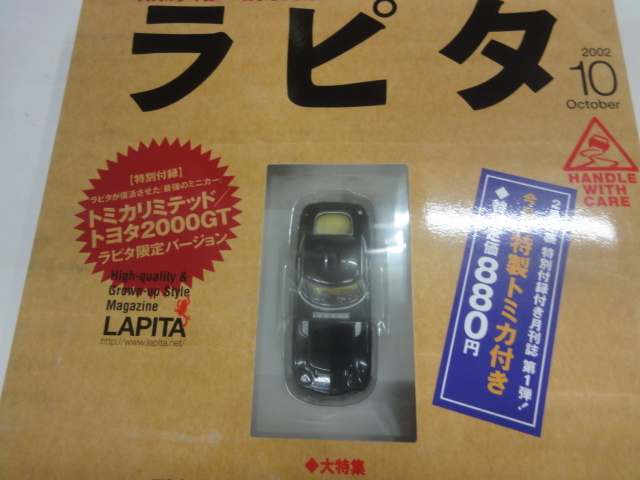 ラピタ
2002
10
October
HANDLE
WITH
CARE
【特別付録】
ラピタが復活させた「最強のミニカー」
トミカリミテッド/
トヨタ2000GT
ラピタ限定バージョン
High-quality &
Grown-up Style
Magazine
LAPITA
http://www.lapita.net/
特別付録付き月刊誌 第1弾!
特製トミカ付き
定価880円
◆大特集